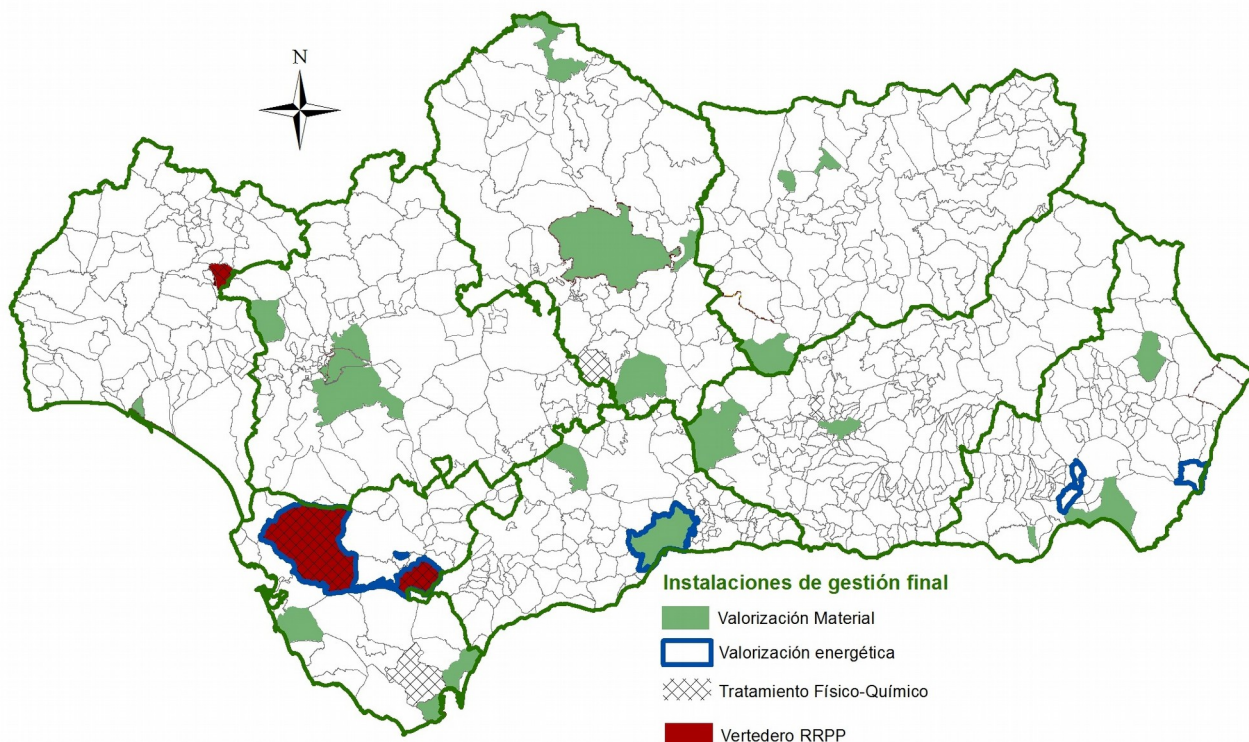 N
Instalaciones de gestión final
Valorización Material
Valorización energética
Tratamiento Físico-Químico
Vertedero RRPP